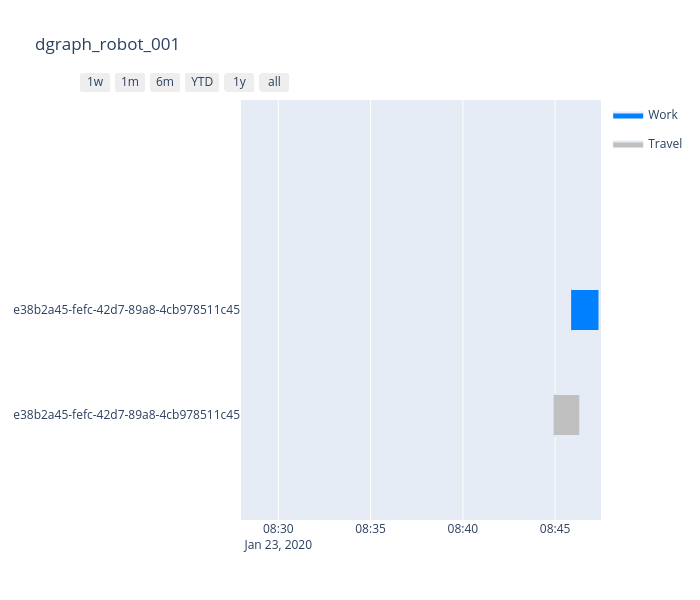 dgraph_robot_001
1w 1m 6m YTD 1y all
Work
Travel
e38b2a45-fefc-42d7-89a8-4cb978511c45
e38b2a45-fefc-42d7-89a8-4cb978511c45
08:30 08:35 08:40 08:45
Jan 23, 2020